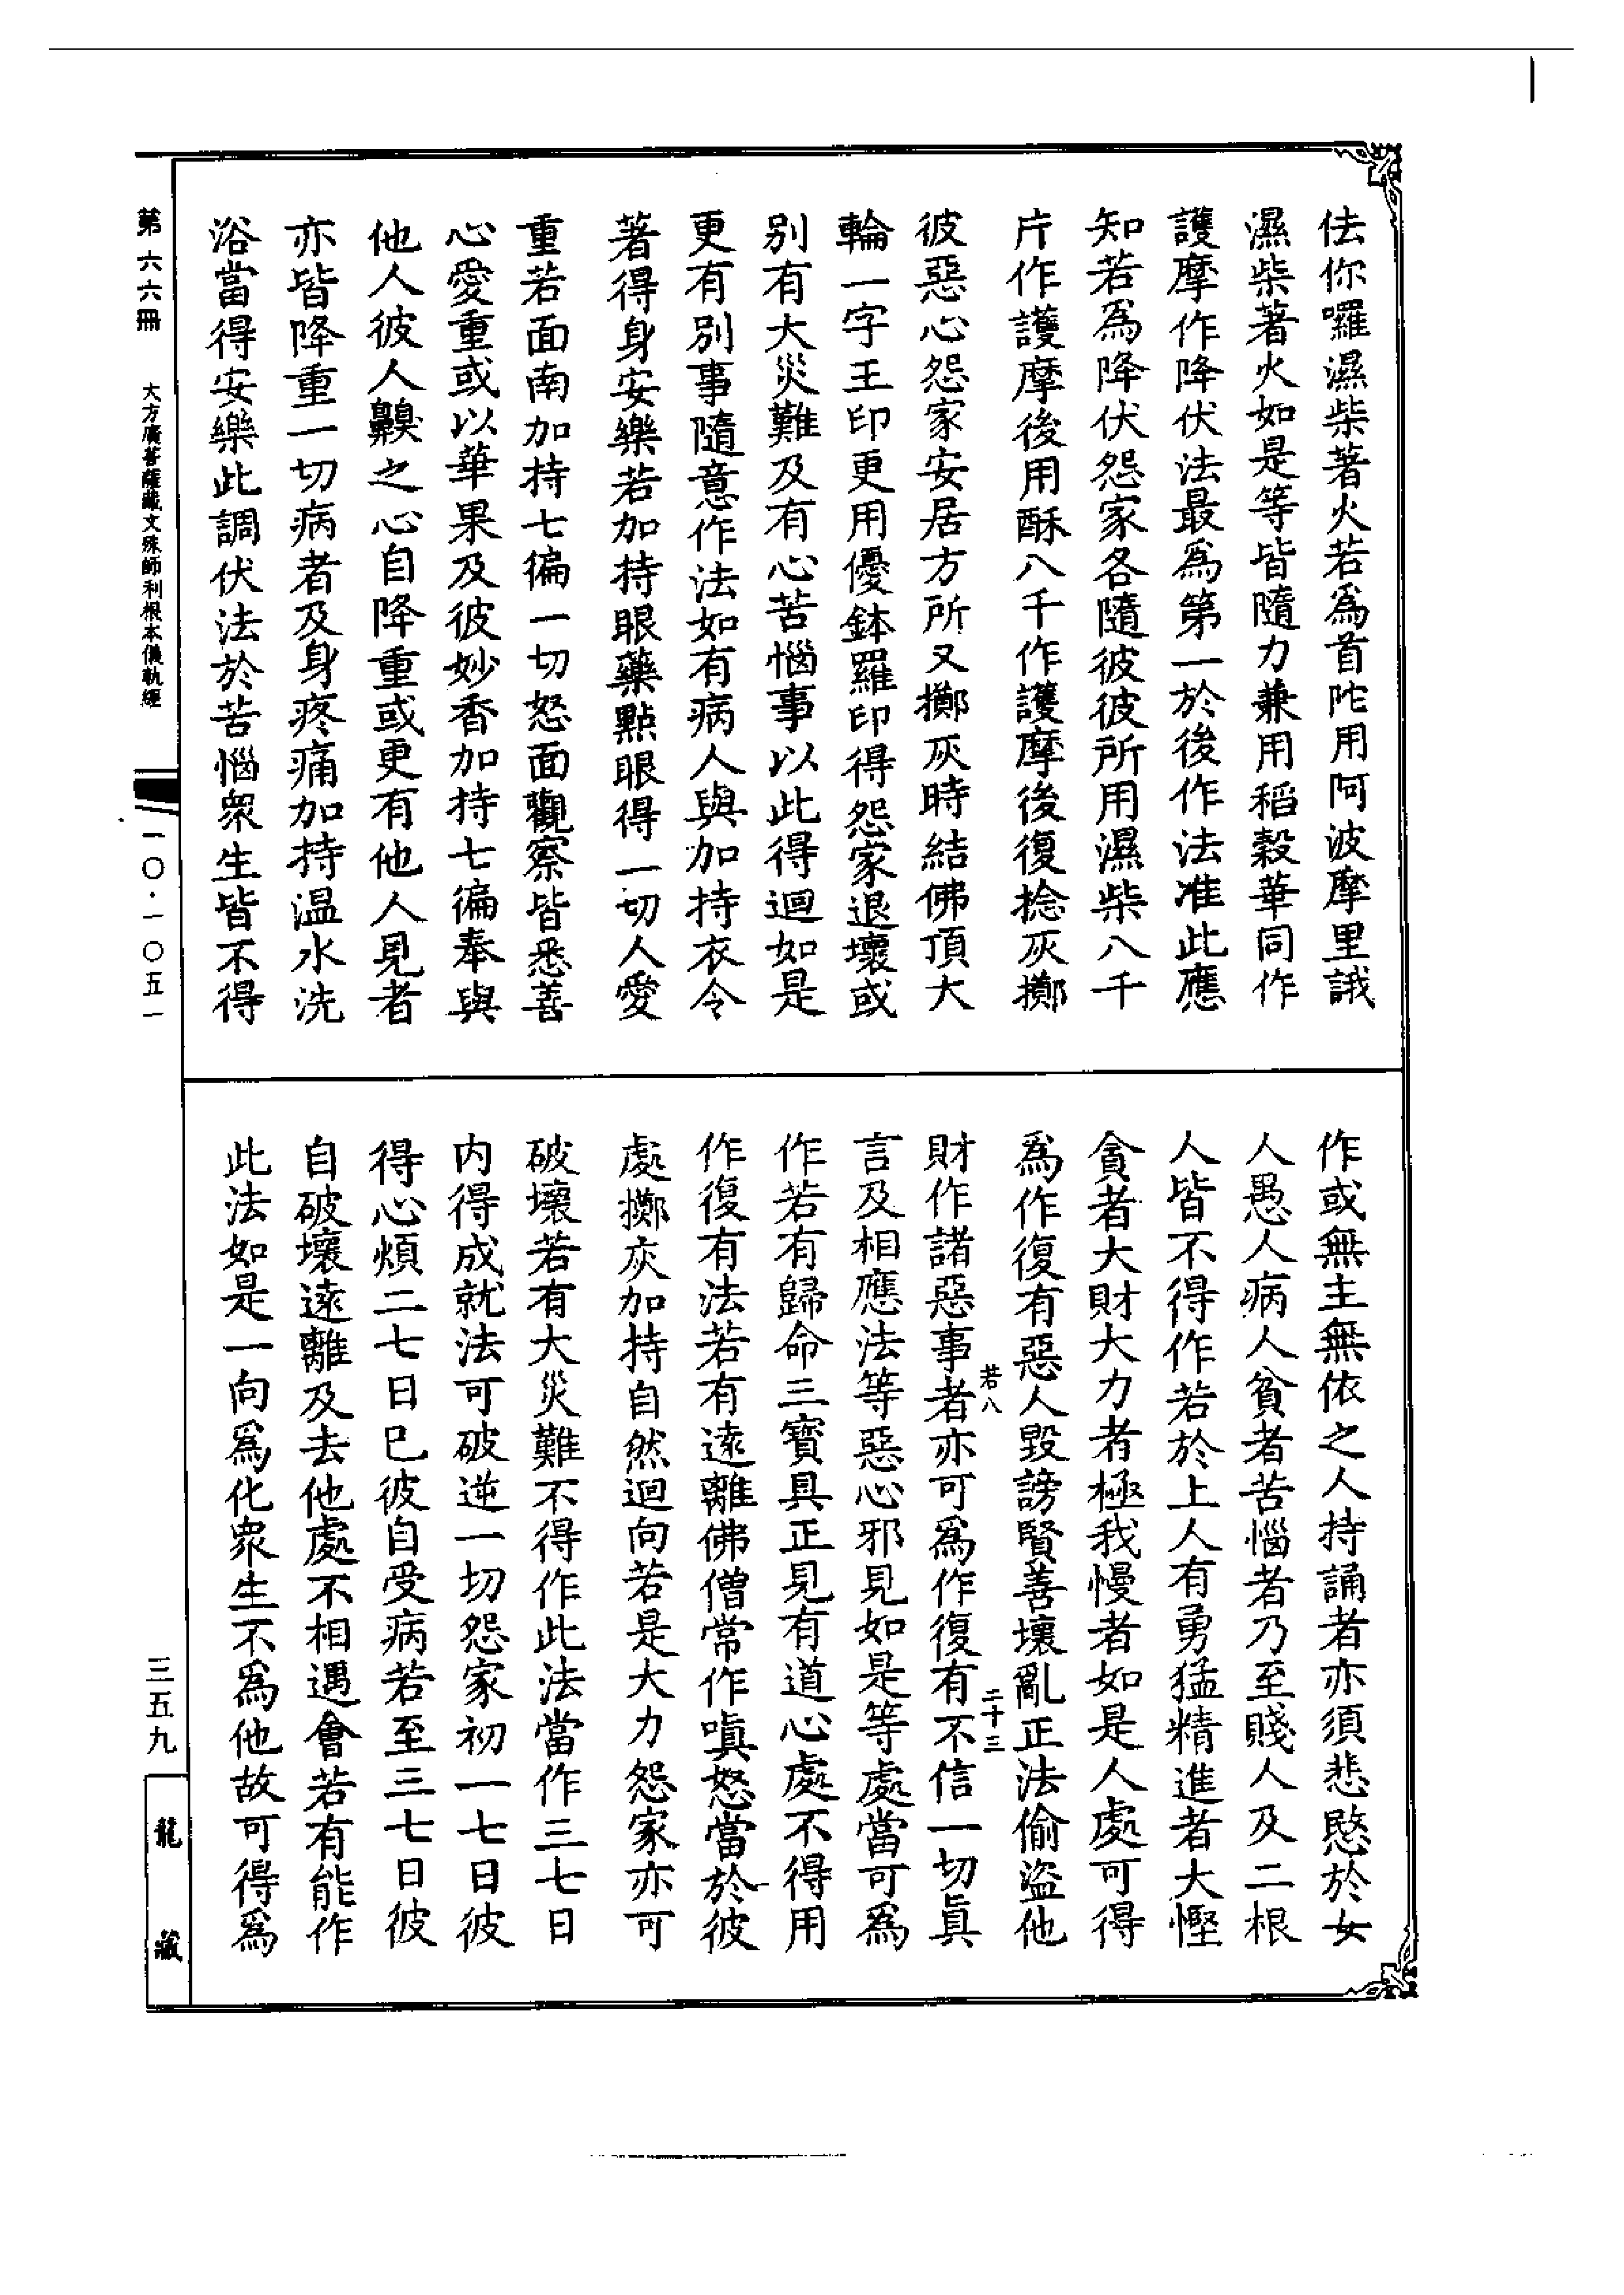 佉你囉濕柴著火若爲首陀用阿波摩里誐
濕柴著火如是等皆隨力兼用稻穀華同作
護摩作降伏法最爲第一於後作法准此應
知若爲降伏怨家各隨彼彼所用濕柴八千
片作護摩後用酥八千作護摩後復捻灰擲
彼惡心怨家安居方所又擲灰時結佛頂大
輪一字王印更用優鉢羅印得怨家退壞或
别有大災難及有心苦惱事以此得迴如是
更有别事隨意作法如有病人與加持衣令
著得身安樂若加持眼藥點眼得一切人愛
重若面南加持七徧一切怒面觀察皆悉善
心愛重或以華果及彼妙香加持七徧奉與
他人彼人齅之心自降重或更有他人見者
亦皆降重一切病者及身疼痛加持温水洗
浴當得安樂此調伏法於苦惱衆生皆不得
作或無主無依之人持誦者亦須悲愍於女
人愚人病人貧者苦惱者乃至賤人及二根
人皆不得作若於上人有勇猛精進者大慳
貪者大財大力者極我慢者如是人處可得
爲作復有惡人毀謗賢善壞亂正法偷盜他
若八 二十三
財作諸惡事者亦可爲作復有不信一切眞
言及相應法等惡心邪見如是等處當可爲
作若有歸命三寶具正見有道心處不得用
作復有法若有遠離佛僧常作嗔怒當於彼
處擲灰加持自然迴向若是大力怨家亦可
破壞若有大災難不得作此法當作三七日
内得成就法可破逆一切怨家初一七日彼
得心煩二七日已彼自受病若至三七日彼
自破壞遠離及去他處不相遇會若有能作
此法如是一向爲化衆生不爲他故可得爲
第六六冊 大方廣菩薩藏文殊師利根本儀軌經
一〇·一〇五一
三五九
龍藏